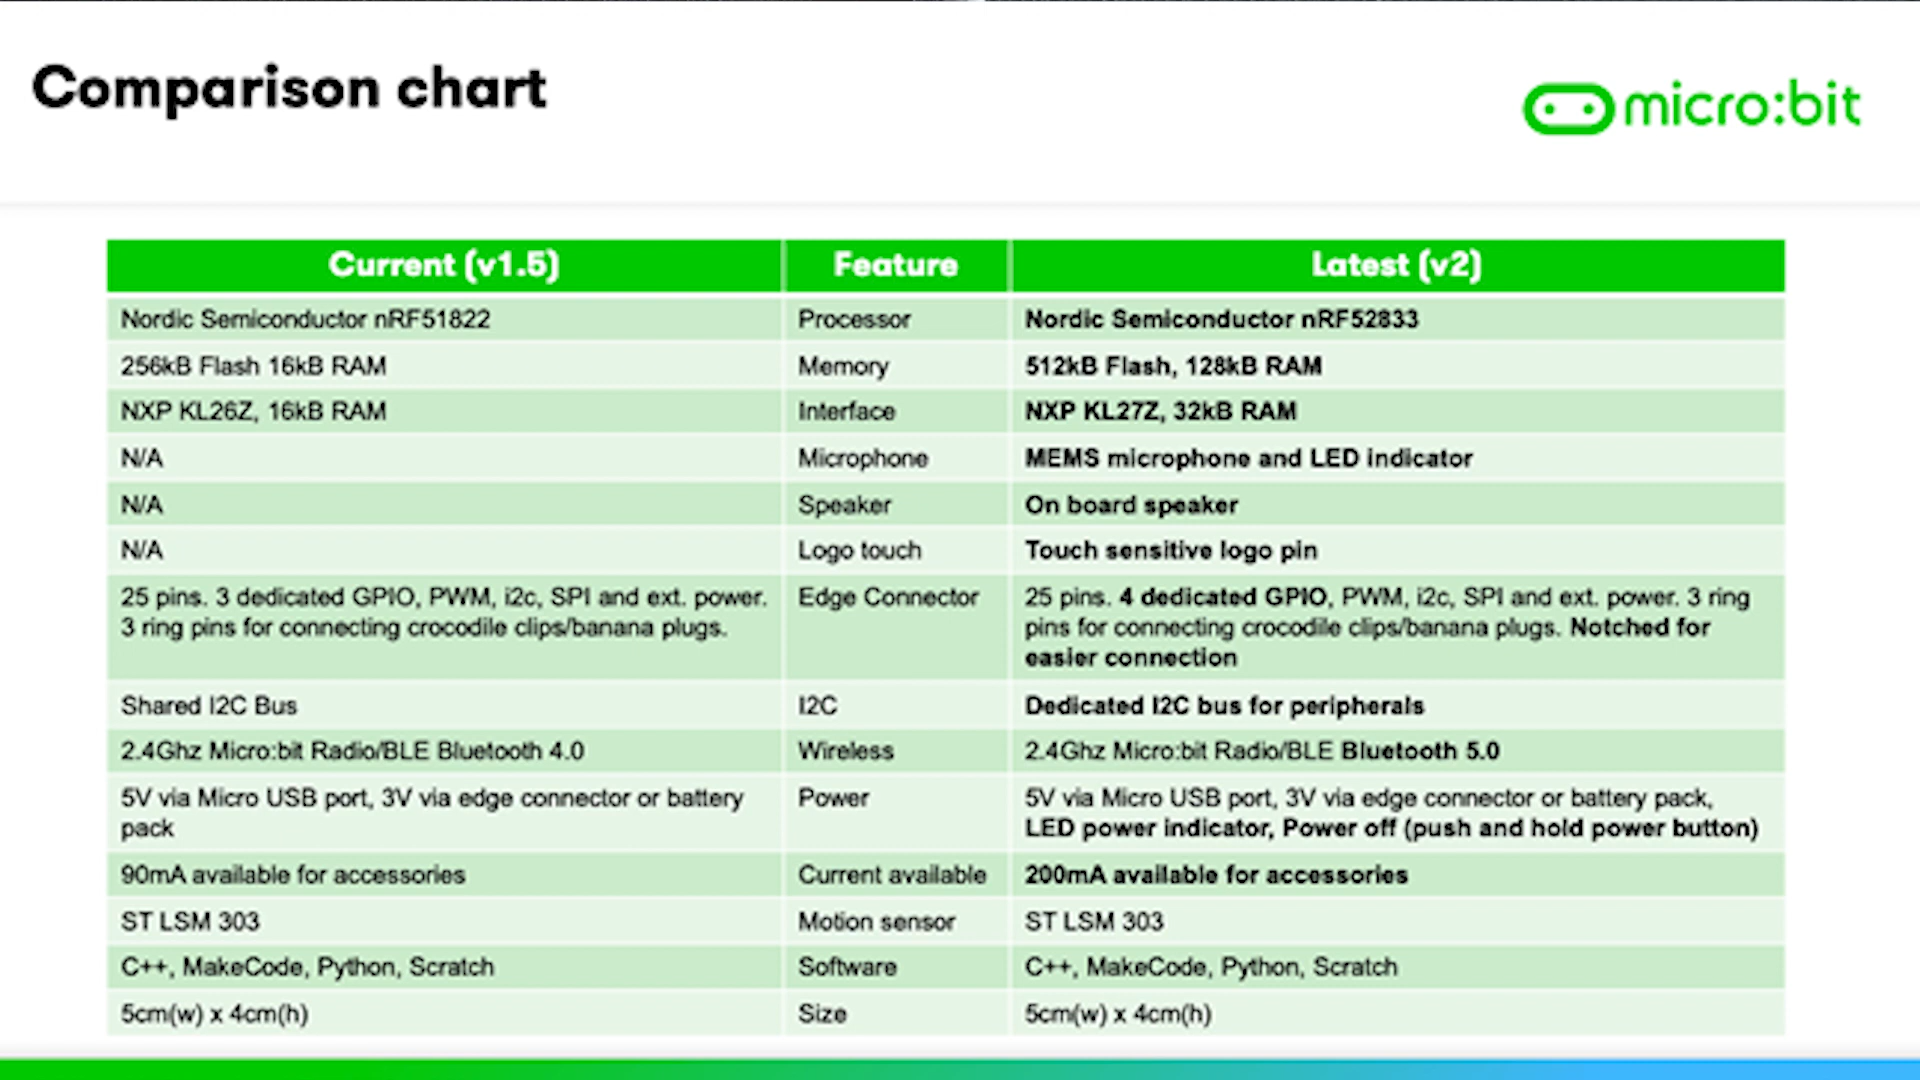 Comparison chart
micro:bit
Current (v1.5) Feature Latest (v2)
Nordic Semiconductor nRF51822 Processor Nordic Semiconductor nRF52833
256kB Flash 16kB RAM Memory 512kB Flash, 128kB RAM
NXP KL26Z, 16kB RAM Interface NXP KL27Z, 32kB RAM
N/A Microphone MEMS microphone and LED indicator
N/A Speaker On board speaker
N/A Logo touch Touch sensitive logo pin
25 pins. 3 dedicated GPIO, PWM, i2c, SPI and ext. power. Edge Connector 25 pins. 4 dedicated GPIO, PWM, i2c, SPI and ext. power. 3 ring
3 ring pins for connecting crocodile clips/banana plugs. pins for connecting crocodile clips/banana plugs. Notched for
easier connection
Shared I2C Bus I2C Dedicated I2C bus for peripherals
2.4Ghz Micro:bit Radio/BLE Bluetooth 4.0 Wireless 2.4Ghz Micro:bit Radio/BLE Bluetooth 5.0
5V via Micro USB port, 3V via edge connector or battery Power 5V via Micro USB port, 3V via edge connector or battery pack,
pack LED power indicator, Power off (push and hold power button)
90mA available for accessories Current available 200mA available for accessories
ST LSM 303 Motion sensor ST LSM 303
C++, MakeCode, Python, Scratch Software C++, MakeCode, Python, Scratch
5cm(w) x 4cm(h) Size 5cm(w) x 4cm(h)